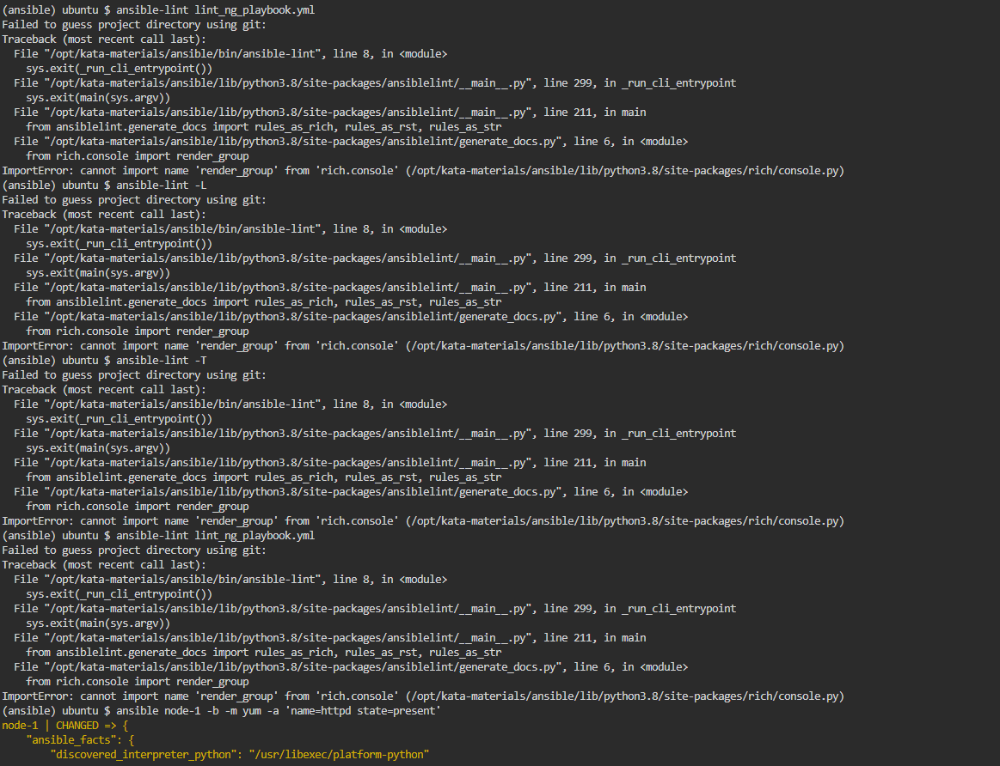 (ansible) ubuntu $ ansible-lint lint_ng_playbook.yml
Failed to guess project directory using git:
Traceback (most recent call last):
  File "/opt/kata-materials/ansible/bin/ansible-lint", line 8, in <module>
    sys.exit(_run_cli_entrypoint())
  File "/opt/kata-materials/ansible/lib/python3.8/site-packages/ansiblelint/__main__.py", line 299, in _run_cli_entrypoint
    sys.exit(main(sys.argv))
  File "/opt/kata-materials/ansible/lib/python3.8/site-packages/ansiblelint/__main__.py", line 211, in main
    from ansiblelint.generate_docs import rules_as_rich, rules_as_rst, rules_as_str
  File "/opt/kata-materials/ansible/lib/python3.8/site-packages/ansiblelint/generate_docs.py", line 6, in <module>
    from rich.console import render_group
ImportError: cannot import name 'render_group' from 'rich.console' (/opt/kata-materials/ansible/lib/python3.8/site-packages/rich/console.py)
(ansible) ubuntu $ ansible-lint -L
Failed to guess project directory using git:
Traceback (most recent call last):
  File "/opt/kata-materials/ansible/bin/ansible-lint", line 8, in <module>
    sys.exit(_run_cli_entrypoint())
  File "/opt/kata-materials/ansible/lib/python3.8/site-packages/ansiblelint/__main__.py", line 299, in _run_cli_entrypoint
    sys.exit(main(sys.argv))
  File "/opt/kata-materials/ansible/lib/python3.8/site-packages/ansiblelint/__main__.py", line 211, in main
    from ansiblelint.generate_docs import rules_as_rich, rules_as_rst, rules_as_str
  File "/opt/kata-materials/ansible/lib/python3.8/site-packages/ansiblelint/generate_docs.py", line 6, in <module>
    from rich.console import render_group
ImportError: cannot import name 'render_group' from 'rich.console' (/opt/kata-materials/ansible/lib/python3.8/site-packages/rich/console.py)
(ansible) ubuntu $ ansible-lint -T
Failed to guess project directory using git:
Traceback (most recent call last):
  File "/opt/kata-materials/ansible/bin/ansible-lint", line 8, in <module>
    sys.exit(_run_cli_entrypoint())
  File "/opt/kata-materials/ansible/lib/python3.8/site-packages/ansiblelint/__main__.py", line 299, in _run_cli_entrypoint
    sys.exit(main(sys.argv))
  File "/opt/kata-materials/ansible/lib/python3.8/site-packages/ansiblelint/__main__.py", line 211, in main
    from ansiblelint.generate_docs import rules_as_rich, rules_as_rst, rules_as_str
  File "/opt/kata-materials/ansible/lib/python3.8/site-packages/ansiblelint/generate_docs.py", line 6, in <module>
    from rich.console import render_group
ImportError: cannot import name 'render_group' from 'rich.console' (/opt/kata-materials/ansible/lib/python3.8/site-packages/rich/console.py)
(ansible) ubuntu $ ansible-lint lint_ng_playbook.yml
Failed to guess project directory using git:
Traceback (most recent call last):
  File "/opt/kata-materials/ansible/bin/ansible-lint", line 8, in <module>
    sys.exit(_run_cli_entrypoint())
  File "/opt/kata-materials/ansible/lib/python3.8/site-packages/ansiblelint/__main__.py", line 299, in _run_cli_entrypoint
    sys.exit(main(sys.argv))
  File "/opt/kata-materials/ansible/lib/python3.8/site-packages/ansiblelint/__main__.py", line 211, in main
    from ansiblelint.generate_docs import rules_as_rich, rules_as_rst, rules_as_str
  File "/opt/kata-materials/ansible/lib/python3.8/site-packages/ansiblelint/generate_docs.py", line 6, in <module>
    from rich.console import render_group
ImportError: cannot import name 'render_group' from 'rich.console' (/opt/kata-materials/ansible/lib/python3.8/site-packages/rich/console.py)
(ansible) ubuntu $ ansible node-1 -b -m yum -a 'name=httpd state=present'
node-1 | CHANGED => {
    "ansible_facts": {
        "discovered_interpreter_python": "/usr/libexec/platform-python"